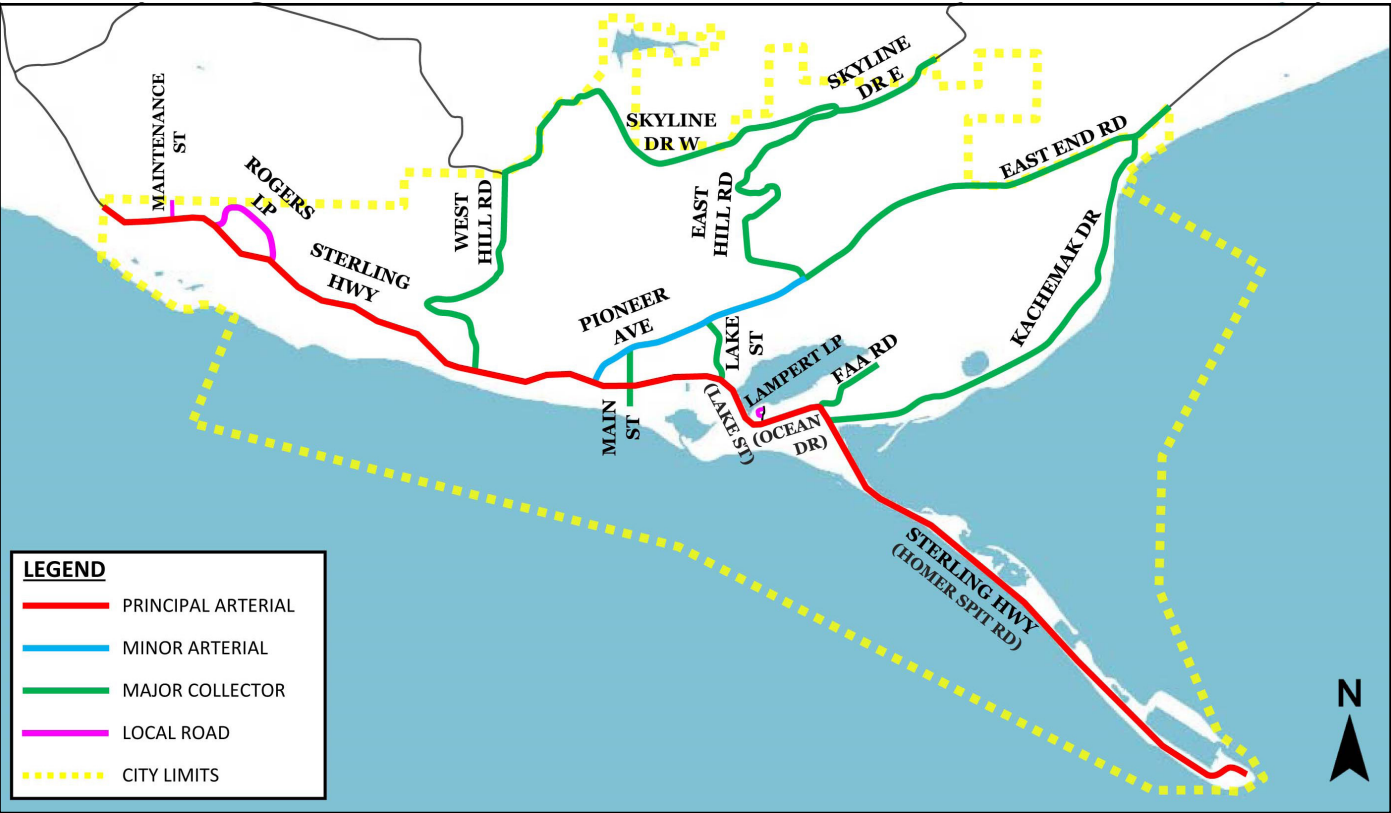 MAINTENANCE
ST
ROGERS
LP
STERLING
HWY
WEST
HILL RD
SKYLINE
DR W
SKYLINE
DR E
EAST
HILL RD
EAST END RD
KACHEMAK DR
PIONEER
AVE
LAKE
ST
LAMPERT LP
FAA RD
MAIN
ST
(LAKE ST)
(OCEAN
DR)
STERLING HWY
(HOMER SPIT RD)
LEGEND
PRINCIPAL ARTERIAL
MINOR ARTERIAL
MAJOR COLLECTOR
LOCAL ROAD
CITY LIMITS
N